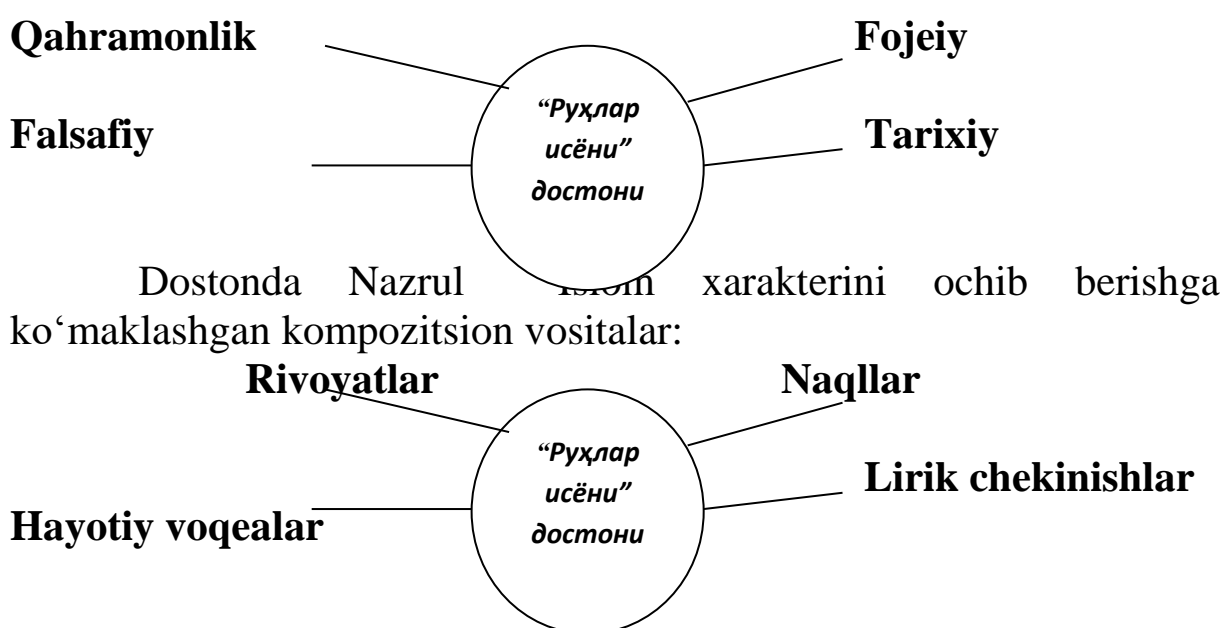 Qahramonlik
Fojeiy
“Руҳлар
исёни”
достони
Falsafiy
Tarixiy
Dostonda Nazrul Islom xarakterini ochib berishga
ko‘maklashgan kompozitsion vositalar:
Rivoyatlar
Naqllar
“Руҳлар
исёни”
достони
Lirik chekinishlar
Hayotiy voqealar